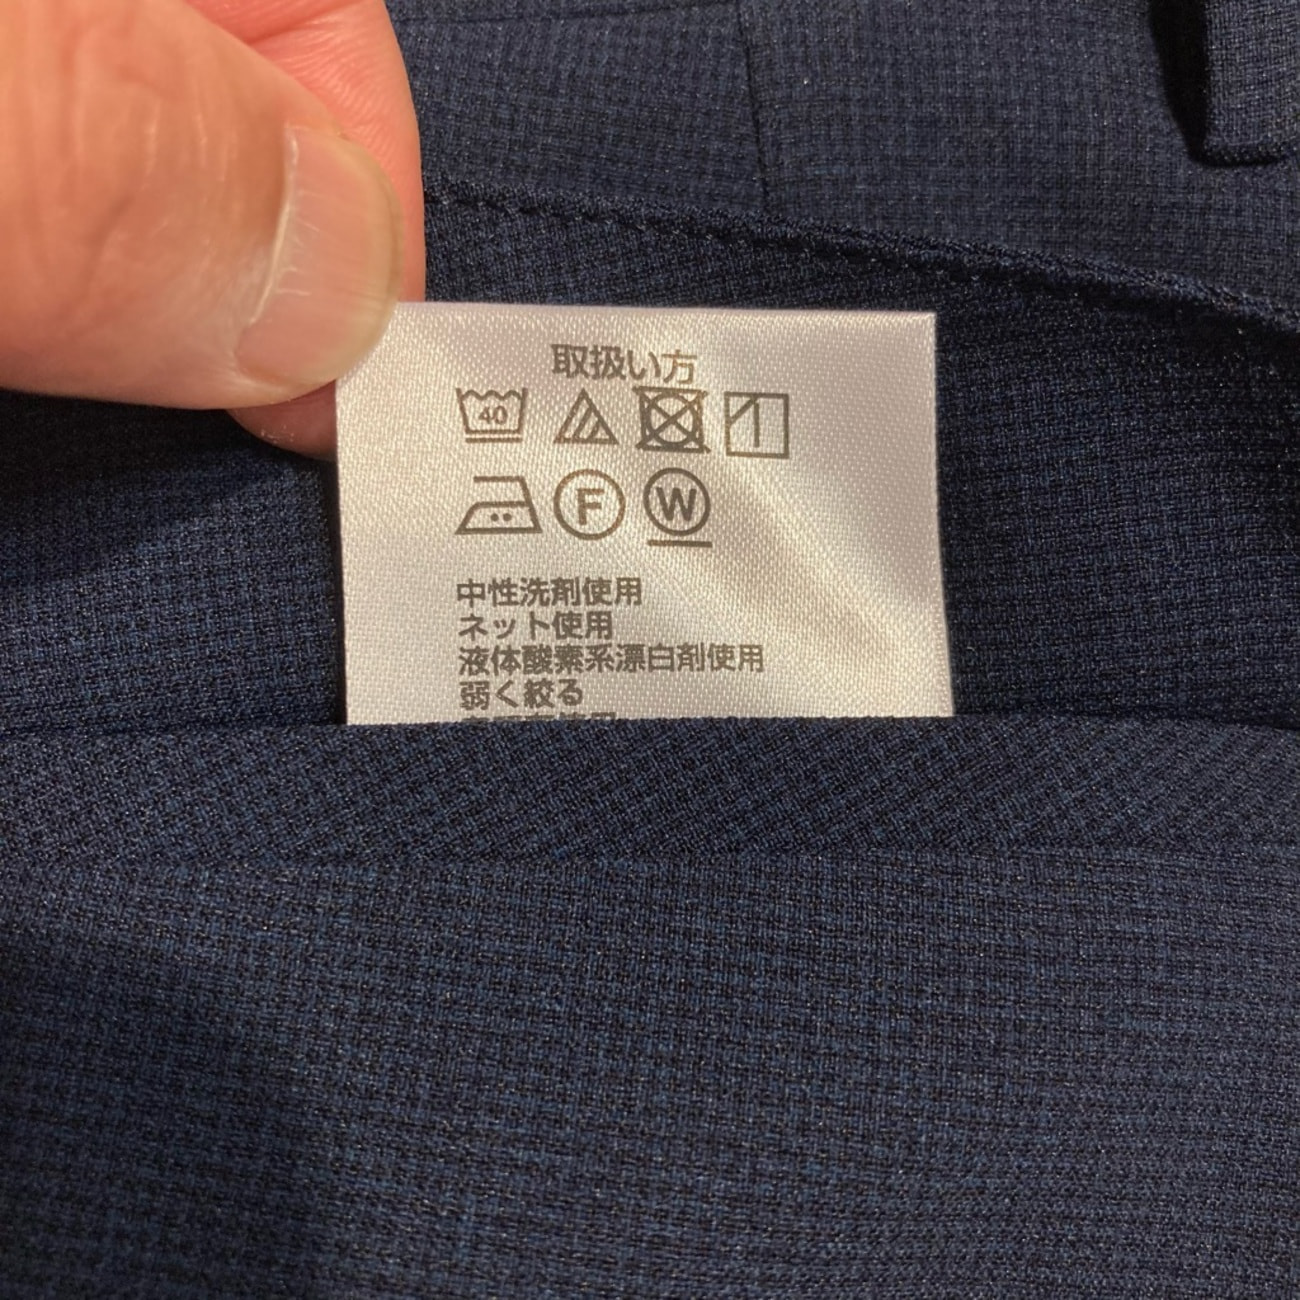 取扱い方
40
F W
中性洗剤使用
ネット使用
液体酸素系漂白剤使用
弱く絞る